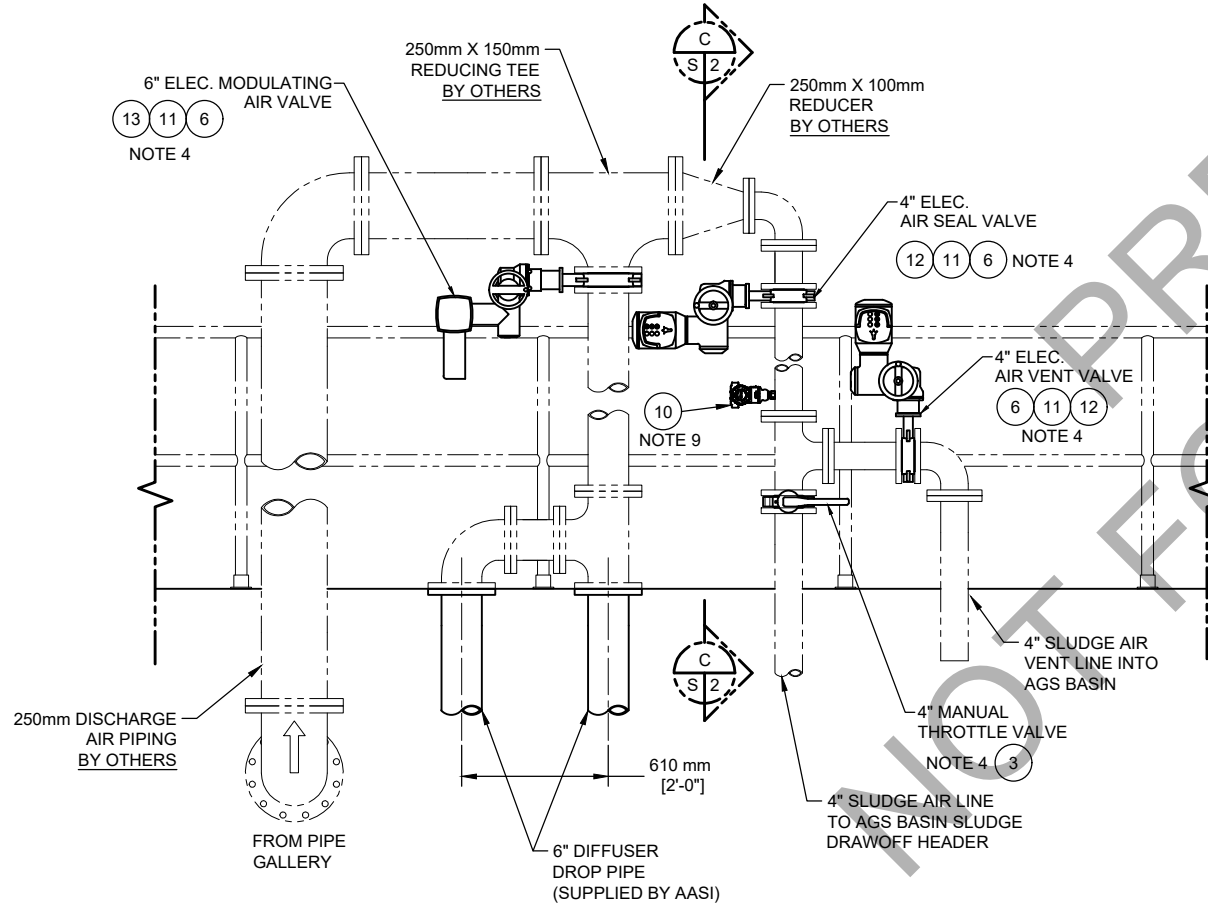 250mm X 150mm
REDUCING TEE
BY OTHERS
C
S 2
6" ELEC. MODULATING
AIR VALVE
13 11 6
NOTE 4
250mm X 100mm
REDUCER
BY OTHERS
4" ELEC.
AIR SEAL VALVE
12 11 6 NOTE 4
4" ELEC.
AIR VENT VALVE
6 11 12
NOTE 4
10
NOTE 9
4" SLUDGE AIR
VENT LINE INTO
AGS BASIN
C
S 2
4" MANUAL
THROTTLE VALVE
NOTE 4 3
250mm DISCHARGE
AIR PIPING
BY OTHERS
610 mm
[2'-0"]
4" SLUDGE AIR LINE
TO AGS BASIN SLUDGE
DRAWOFF HEADER
FROM PIPE
GALLERY
6" DIFFUSER
DROP PIPE
(SUPPLIED BY AASI)